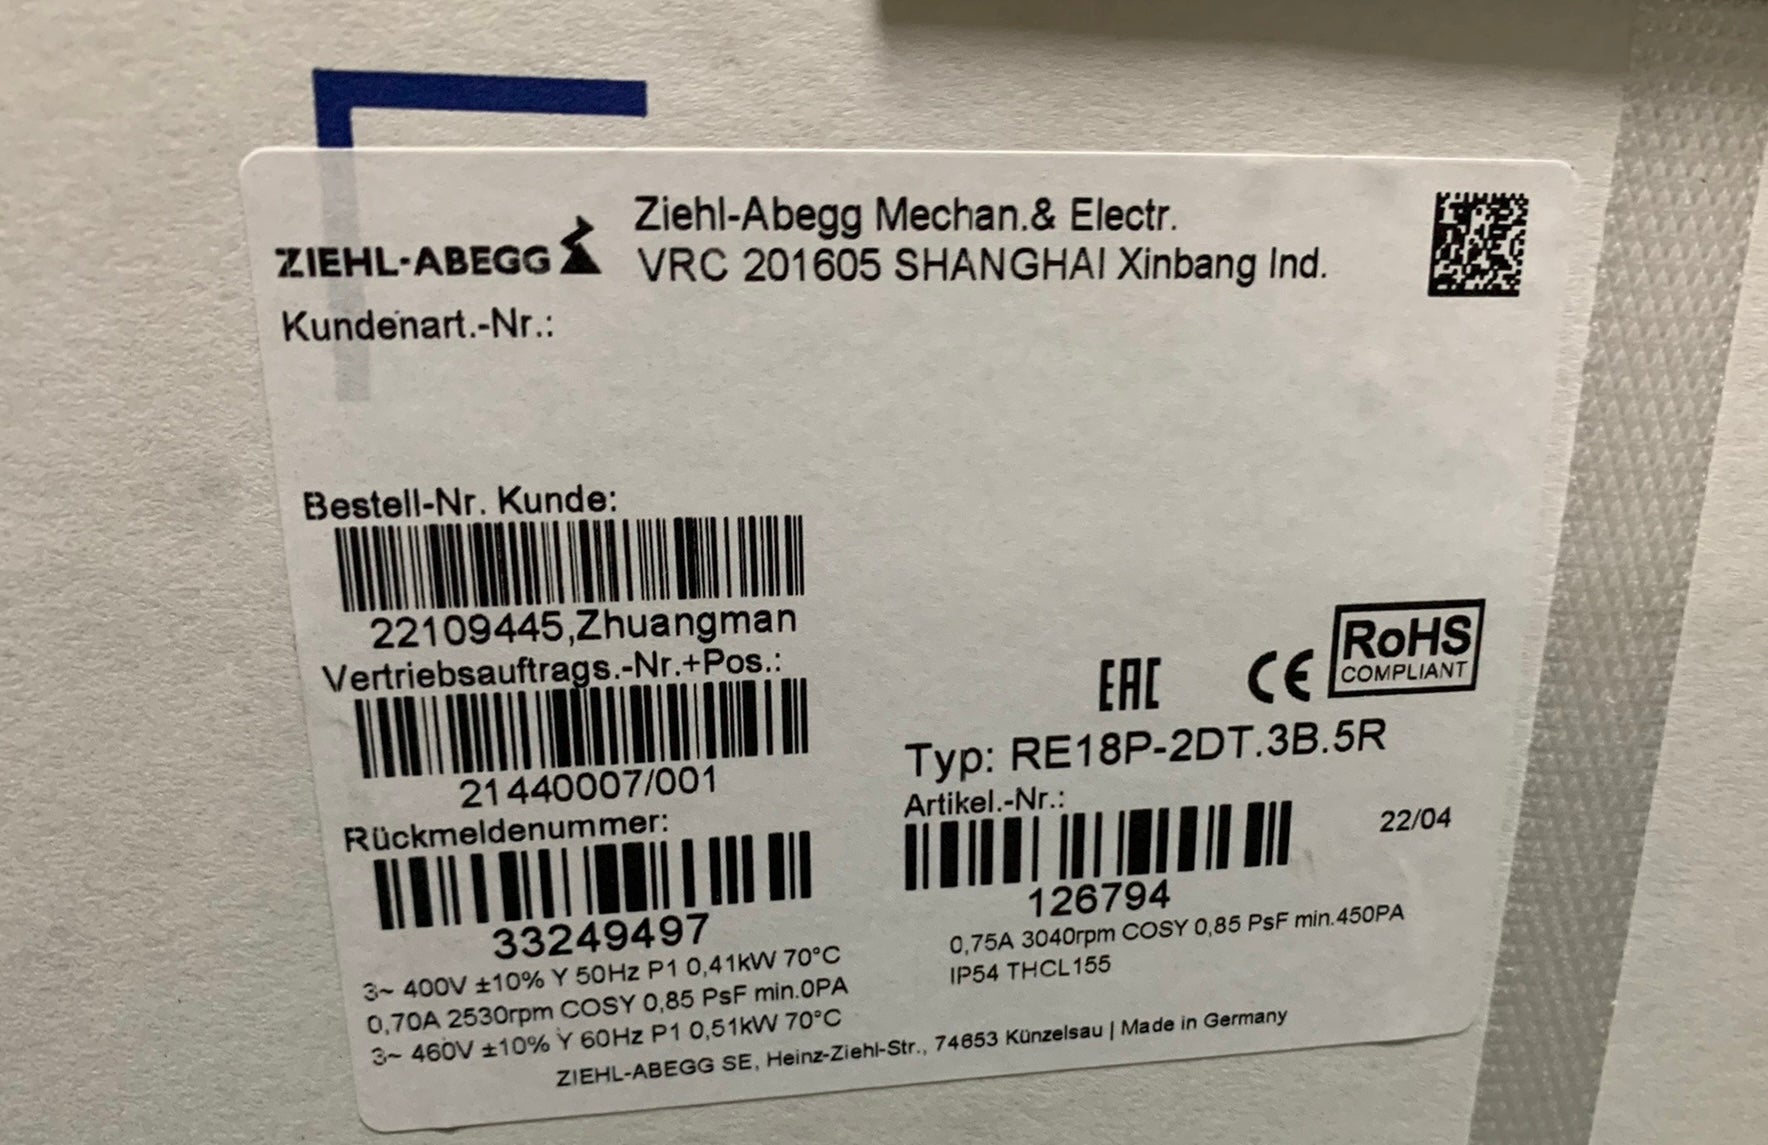 ZIEHL-ABEGG
Ziehl-Abegg Mechan.& Electr.
VRC 201605 SHANGHAI Xinbang Ind.
Kundenart.-Nr.:
Bestell-Nr. Kunde:
22109445,Zhuangman
Vertriebsauftrags.-Nr.+Pos.:
21440007/001
Rückmeldenummer:
33249497
3~ 400V ±10% Y 50Hz P1 0,41kW 70°C
0,70A 2530rpm COSY 0,85 PsF min.0PA
3~ 460V ±10% Y 60Hz P1 0,51kW 70°C
EAC CE RoHS
COMPLIANT
Typ: RE18P-2DT.3B.5R
Artikel.-Nr.:
22/04
126794
0,75A 3040rpm COSY 0,85 PsF min.450PA
IP54 THCL155
ZIEHL-ABEGG SE, Heinz-Ziehl-Str., 74653 Künzelsau | Made in Germany